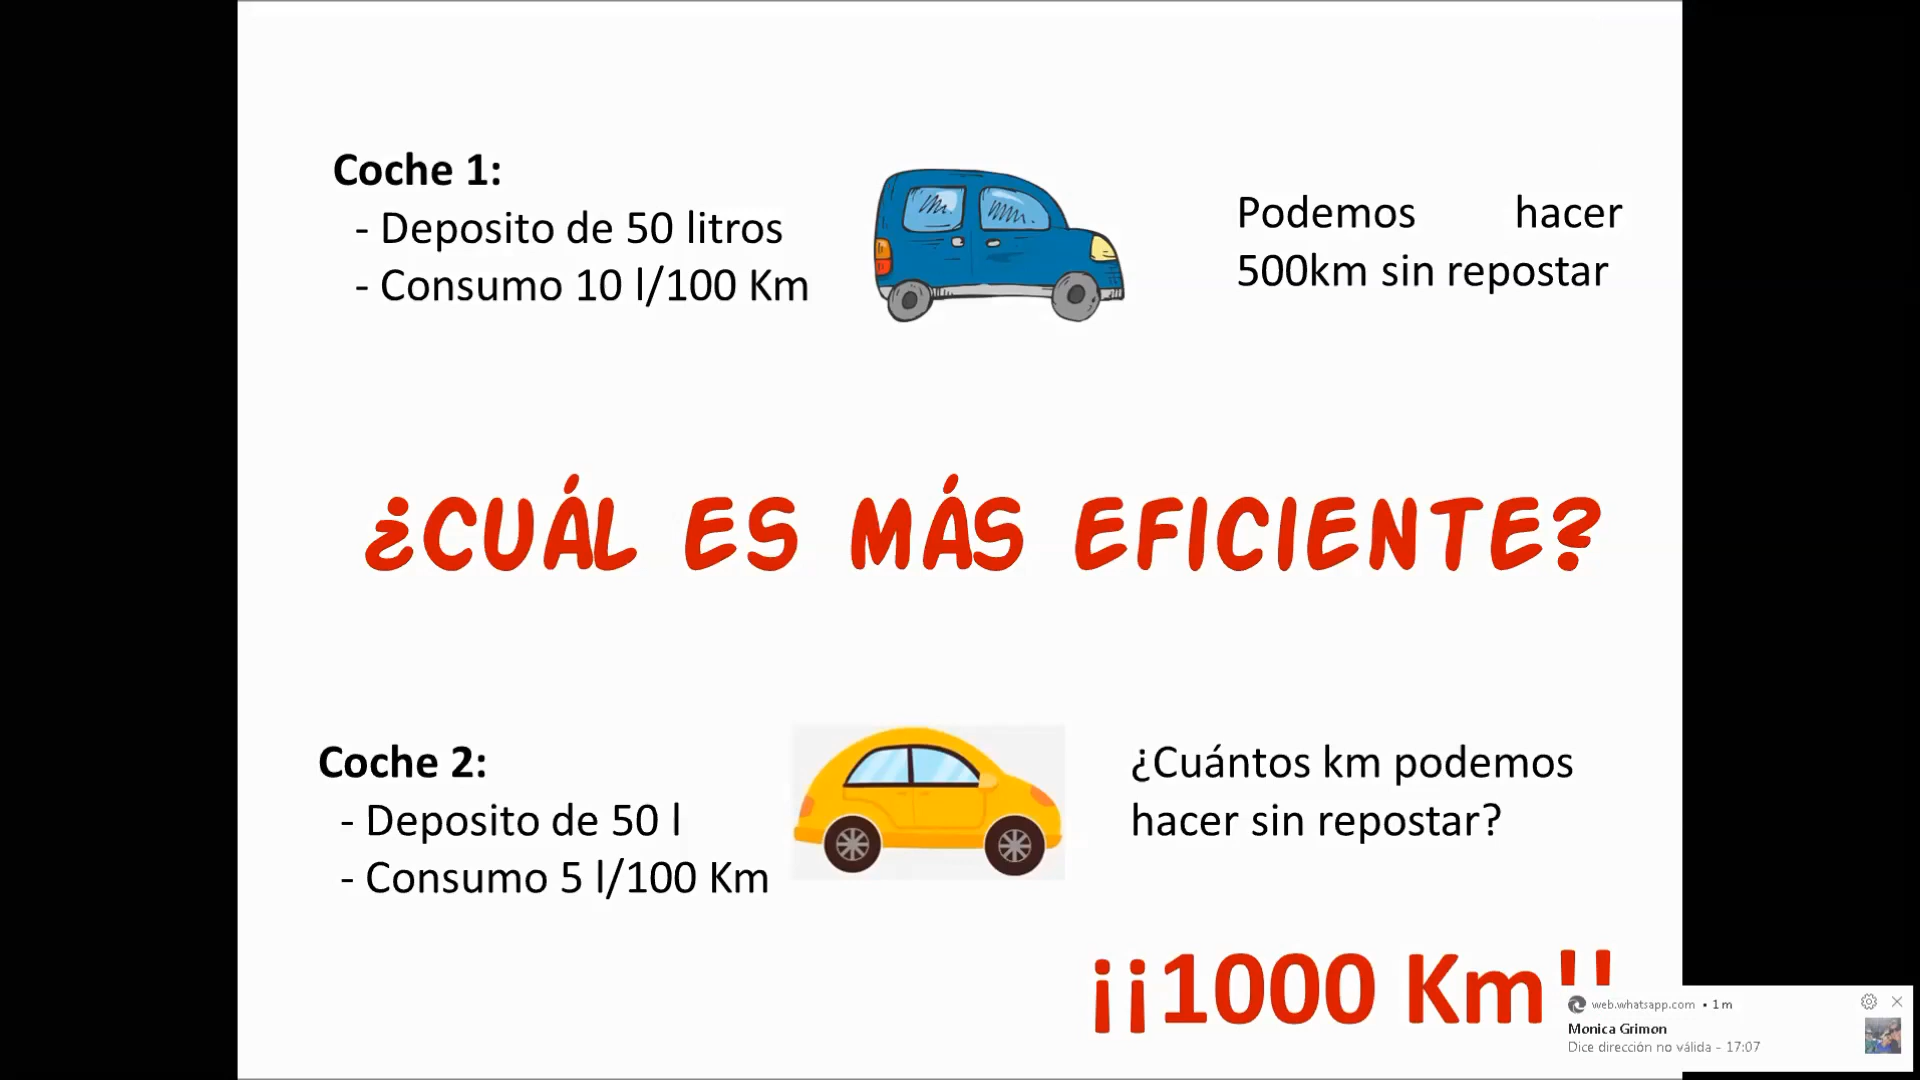 Coche 1:
- Deposito de 50 litros
- Consumo 10 l/100 Km
Podemos hacer
500km sin repostar
¿CUÁL ES MÁS EFICIENTE?
Coche 2:
- Deposito de 50 l
- Consumo 5 l/100 Km
¿Cuántos km podemos
hacer sin repostar?
¡¡1000 Km!!
web.whatsapp.com • 1 m
Monica Grimon
Dice dirección no válida - 17:07